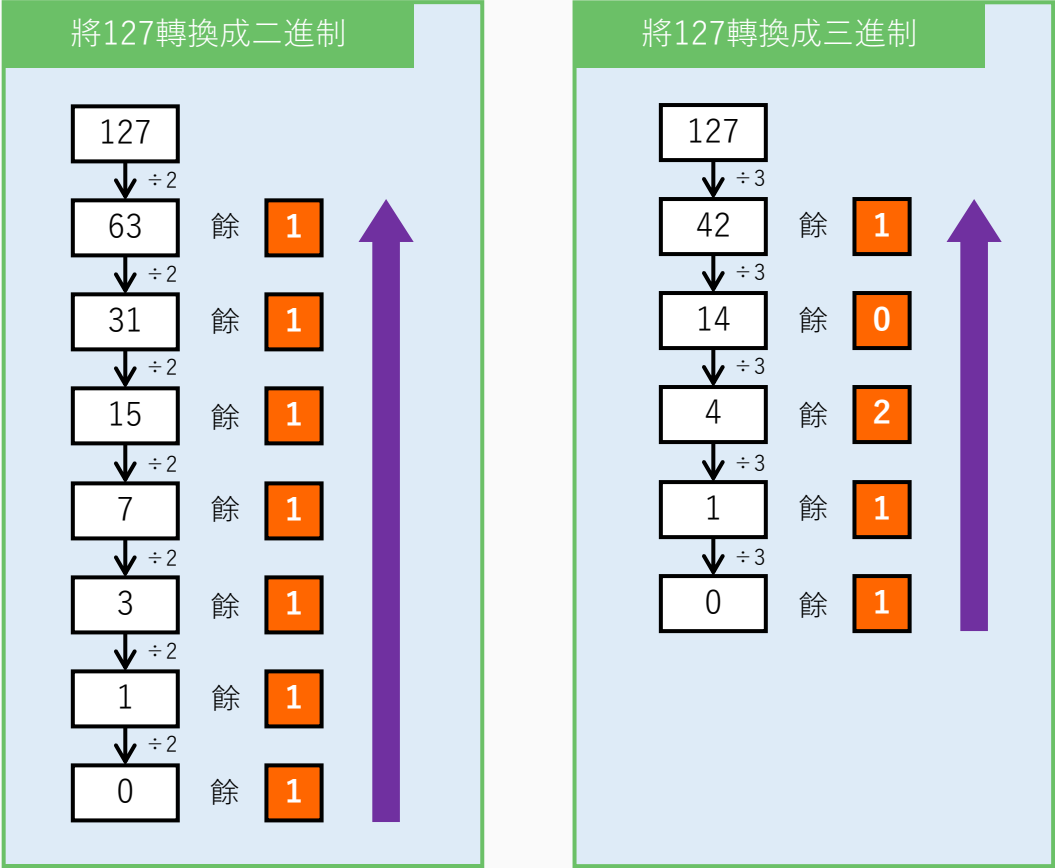 將127轉換成二進制
127
÷2
63 餘 1
÷2
31 餘 1
÷2
15 餘 1
÷2
7 餘 1
÷2
3 餘 1
÷2
1 餘 1
÷2
0 餘 1
將127轉換成三進制
127
÷3
42 餘 1
÷3
14 餘 0
÷3
4 餘 2
÷3
1 餘 1
÷3
0 餘 1